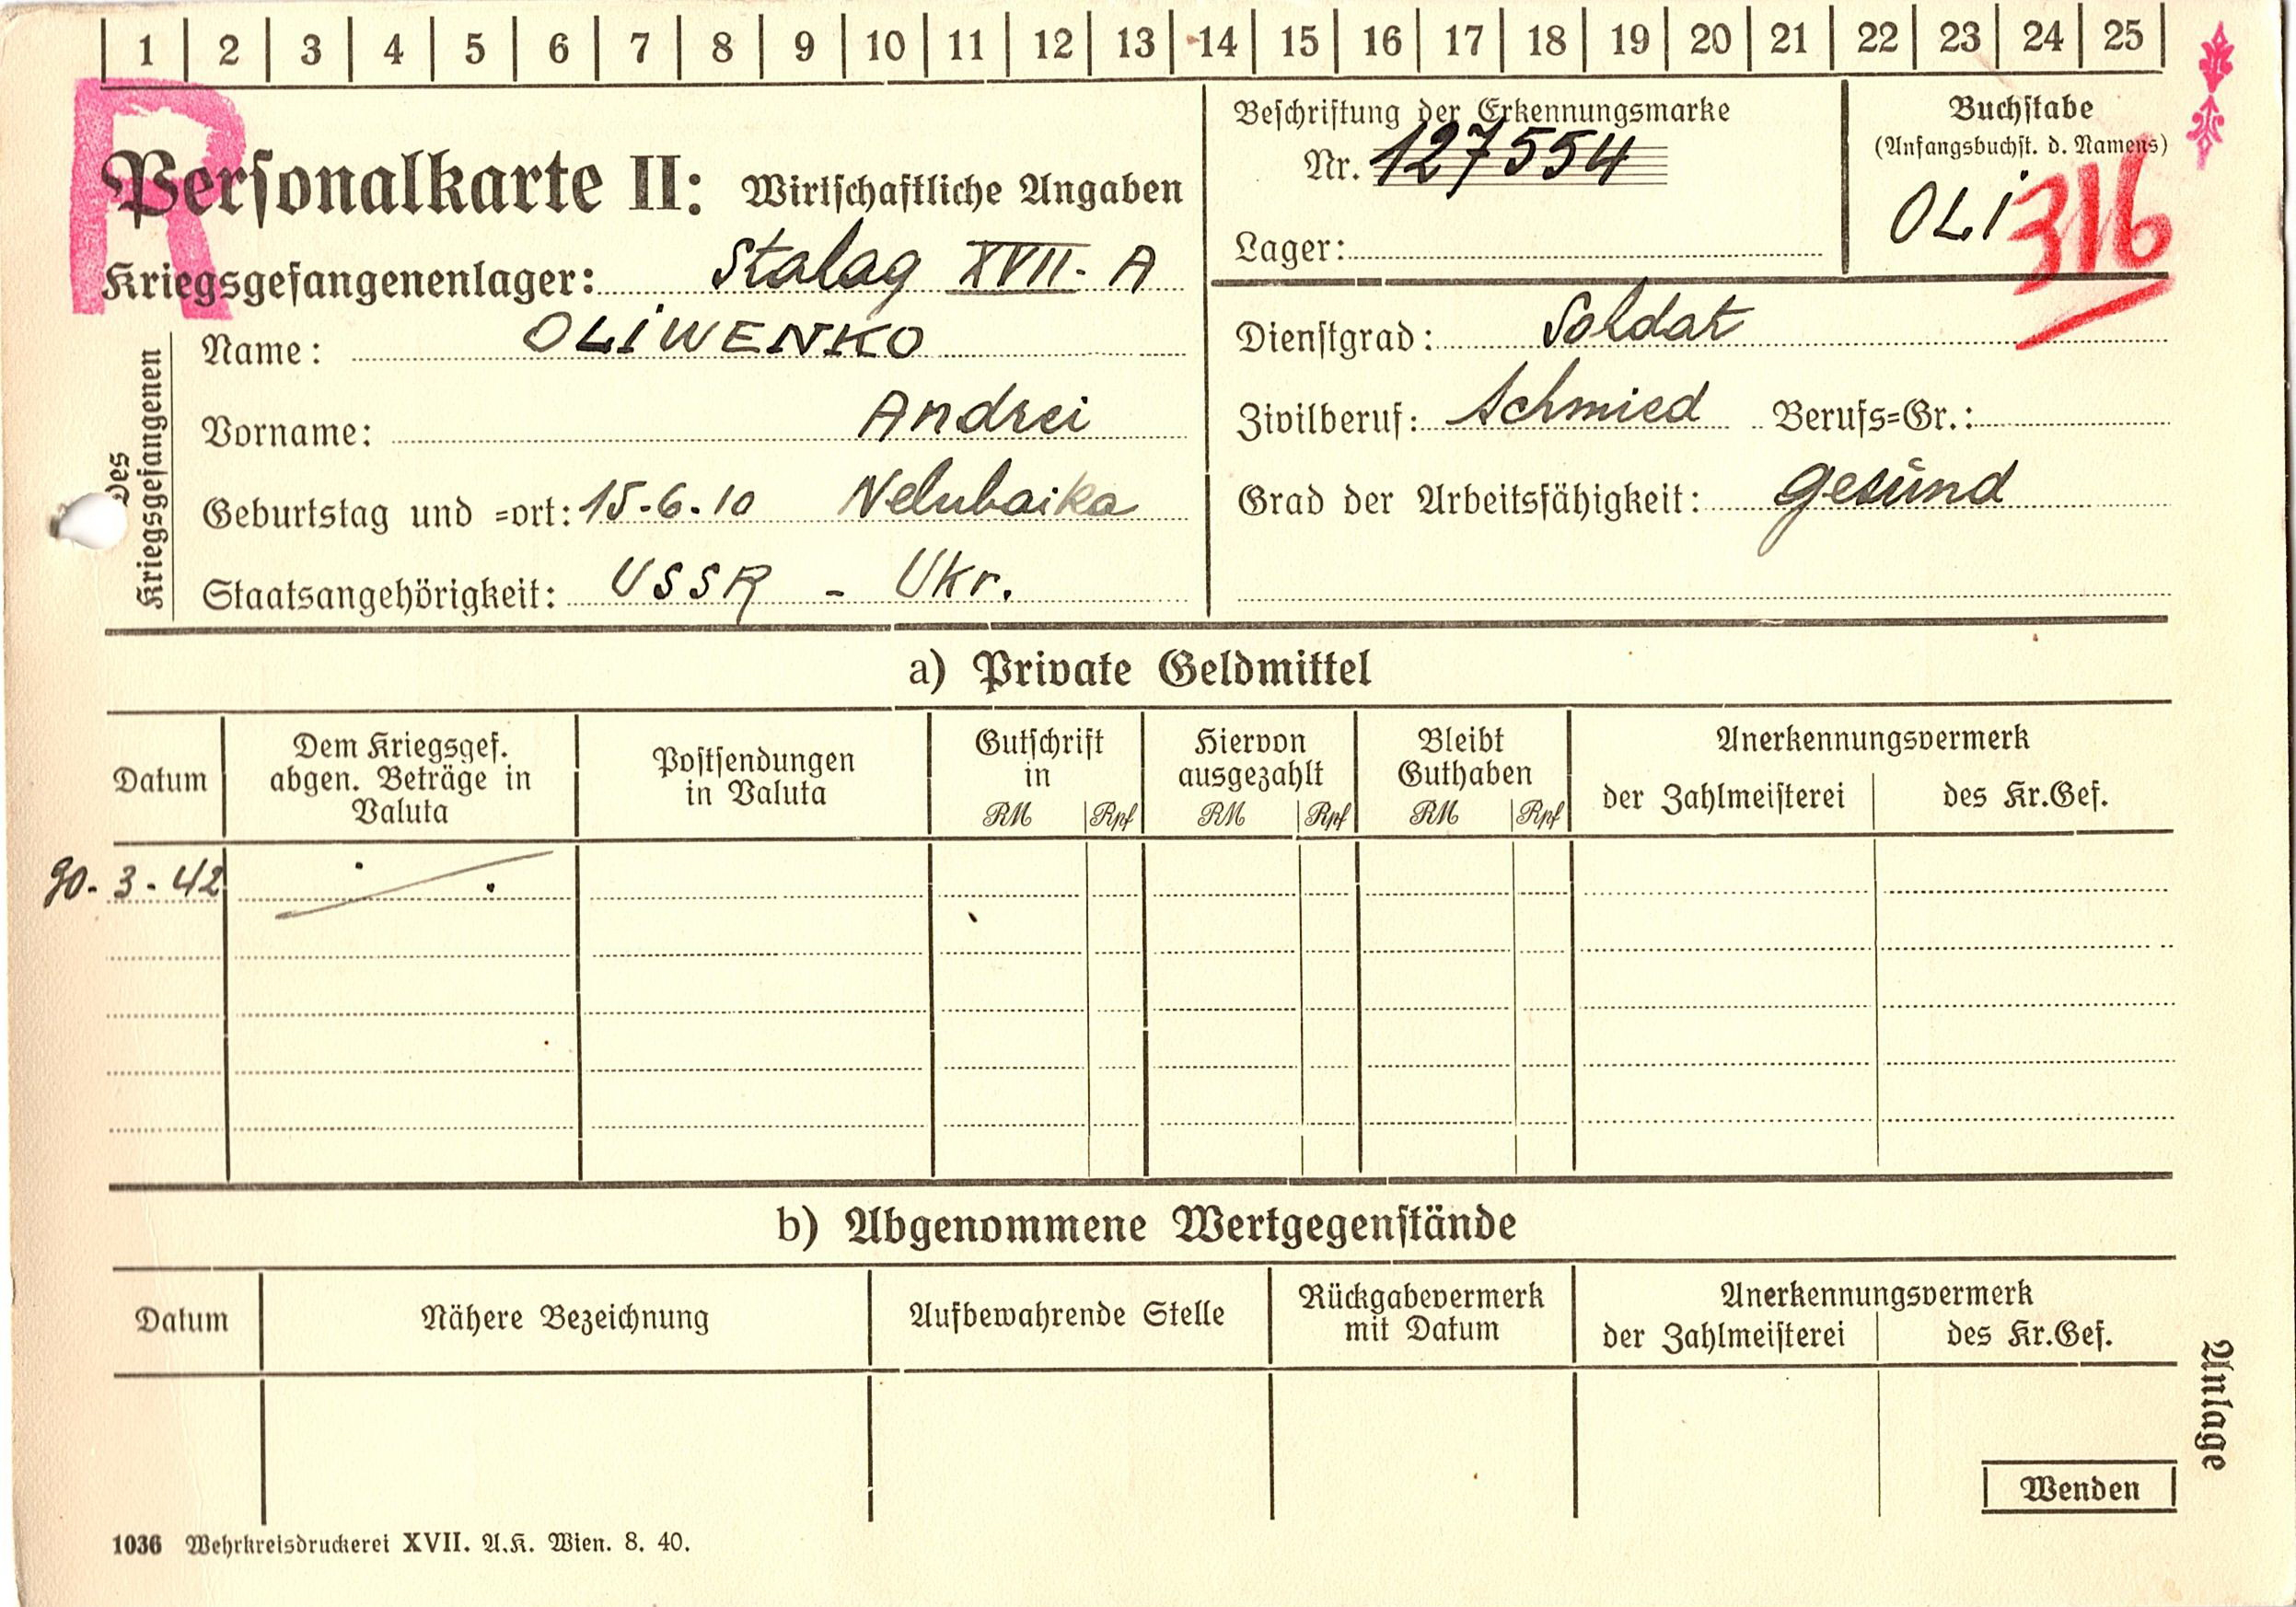 1 2 3 4 5 6 7 8 9 10 11 12 13 14 15 16 17 18 19 20 21 22 23 24 25
R
Personalkarte II: Wirtschaftliche Angaben
Kriegsgefangenenlager: Stalag XVII. A
Des Kriegsgefangenen
Name: OLIWENKO
Vorname: Andrei
Geburtstag und =ort: 15.6.10 Nelubaika
Staatsangehörigkeit: USSR - Ukr.
Beschriftung der Erkennungsmarke
Nr. 127554
Lager:
Buchstabe
(Anfangsbuchst. d. Namens)
OLI
316
Dienstgrad: Soldat
Zivilberuf: Schmied Berufs=Gr.:
Grad der Arbeitsfähigkeit: gesund
a) Private Geldmittel
Datum
Dem Kriegsgef.
abgen. Beträge in
Valuta
Postsendungen
in Valuta
Gutschrift
in
RM Rpf
Hiervon
ausgezahlt
RM Rpf
Bleibt
Guthaben
RM Rpf
Anerkennungsvermerk
der Zahlmeisterei des Kr.Gef.
30.3.42
b) Abgenommene Wertgegenstände
Datum
Nähere Bezeichnung
Aufbewahrende Stelle
Rückgabevermerk
mit Datum
Anerkennungsvermerk
der Zahlmeisterei des Kr.Gef.
Anlage
Wenden
1036 Wehrkreisdruckerei XVII. A.K. Wien. 8. 40.